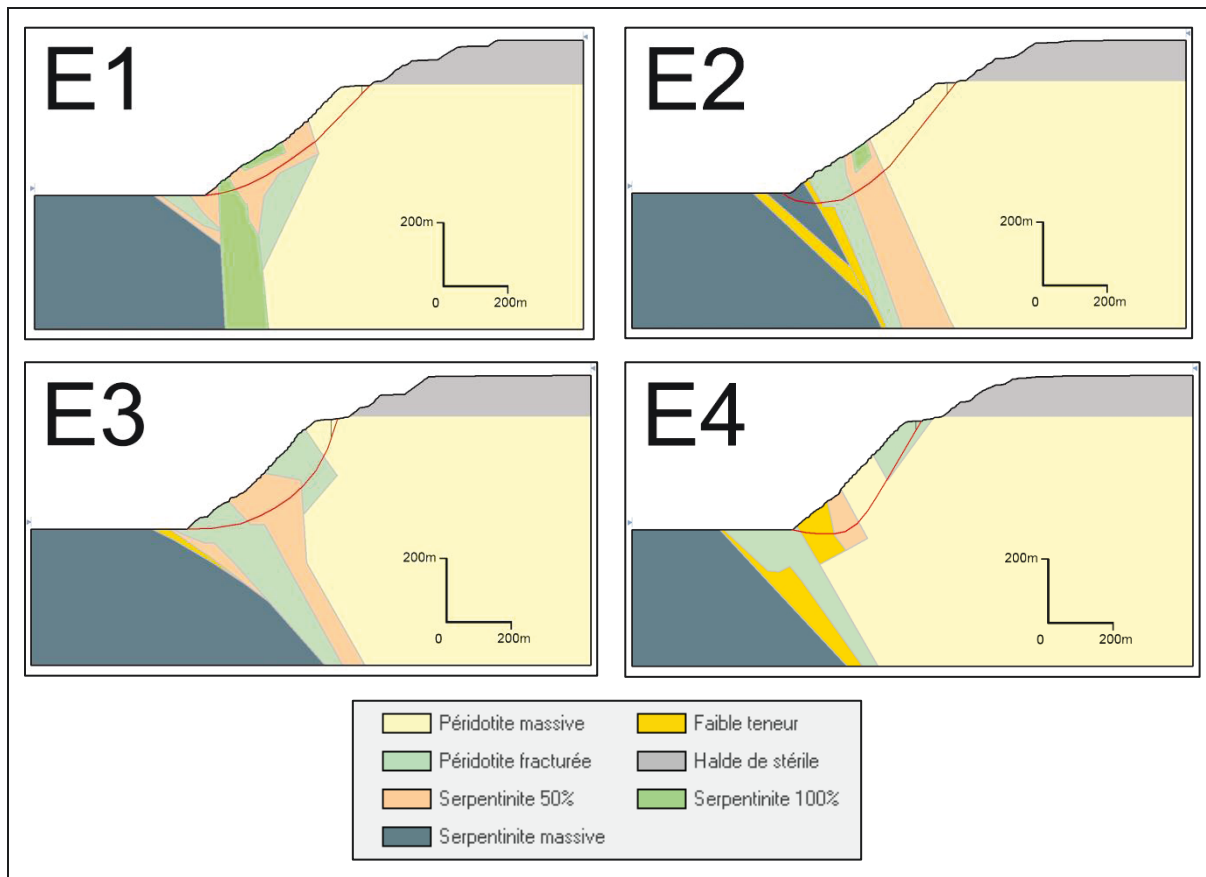 E1
200m
0
200m
E2
200m
0
200m
E3
200m
0
200m
E4
200m
0
200m
Péridotite massive
Faible teneur
Péridotite fracturée
Halde de stérile
Serpentinite 50%
Serpentinite 100%
Serpentinite massive